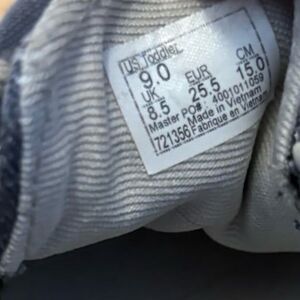 US Toddler
9.0 EUR CM
UK 25.5 15.0
8.5
Master PO#: 4001011059
Made in Vietnam
721356 Fabrique en Vietnam